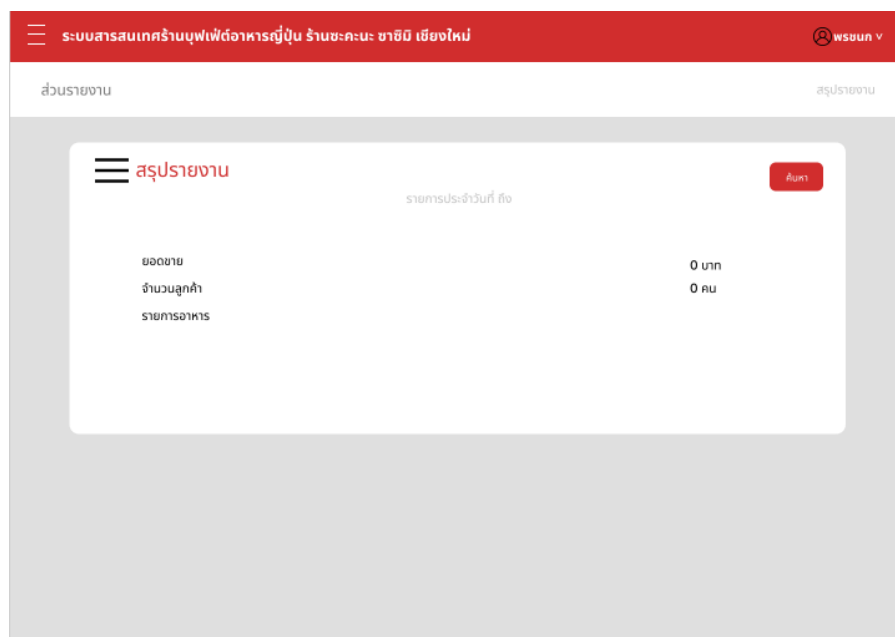 ระบบสารสนเทศร้านบุฟเฟ่ต์อาหารญี่ปุ่น ร้านซะคะนะ ซาชิมิ เชียงใหม่ พรชนก v
ส่วนรายงาน สรุปรายงาน
สรุปรายงาน ค้นหา
รายการประจำวันที่ ถึง
ยอดขาย 0 บาท
จำนวนลูกค้า 0 คน
รายการอาหาร